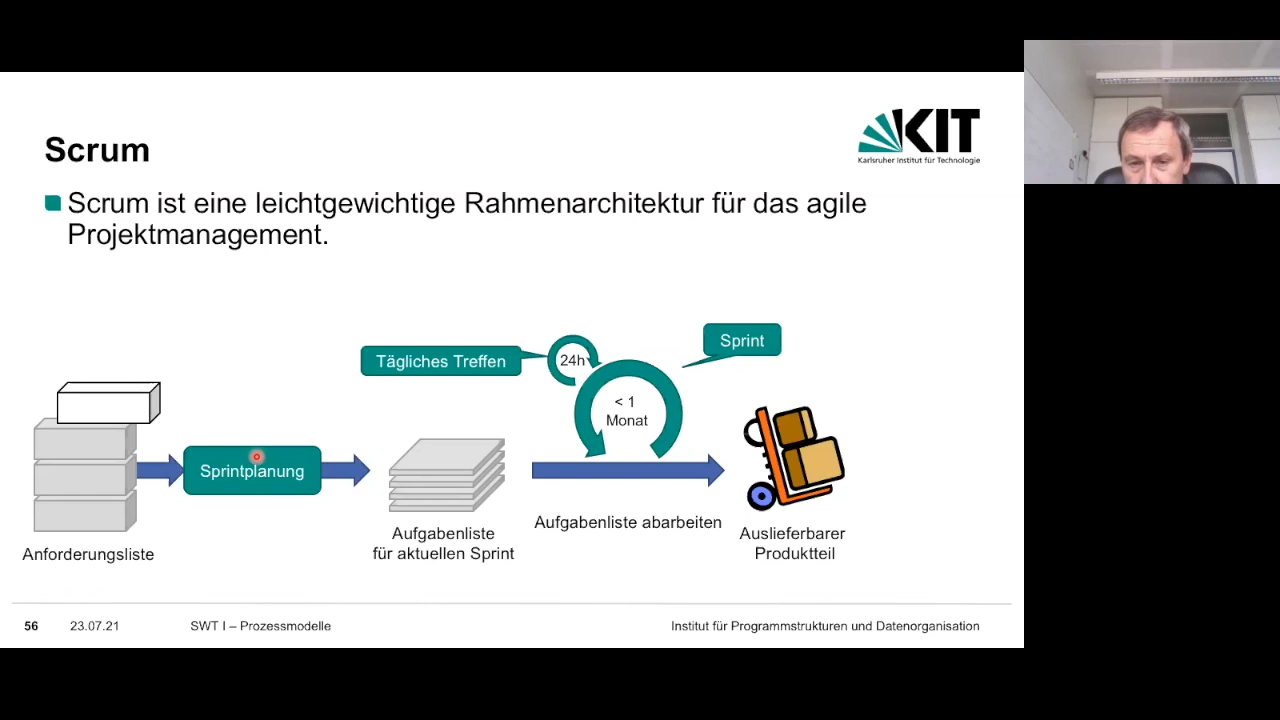 KIT
Karlsruher Institut für Technologie
Scrum
Scrum ist eine leichtgewichtige Rahmenarchitektur für das agile
Projektmanagement.
Tägliches Treffen
24h
Sprint
< 1
Monat
Sprintplanung
Anforderungsliste
Aufgabenliste
für aktuellen Sprint
Aufgabenliste abarbeiten
Auslieferbarer
Produktteil
56 23.07.21 SWT I – Prozessmodelle Institut für Programmstrukturen und Datenorganisation